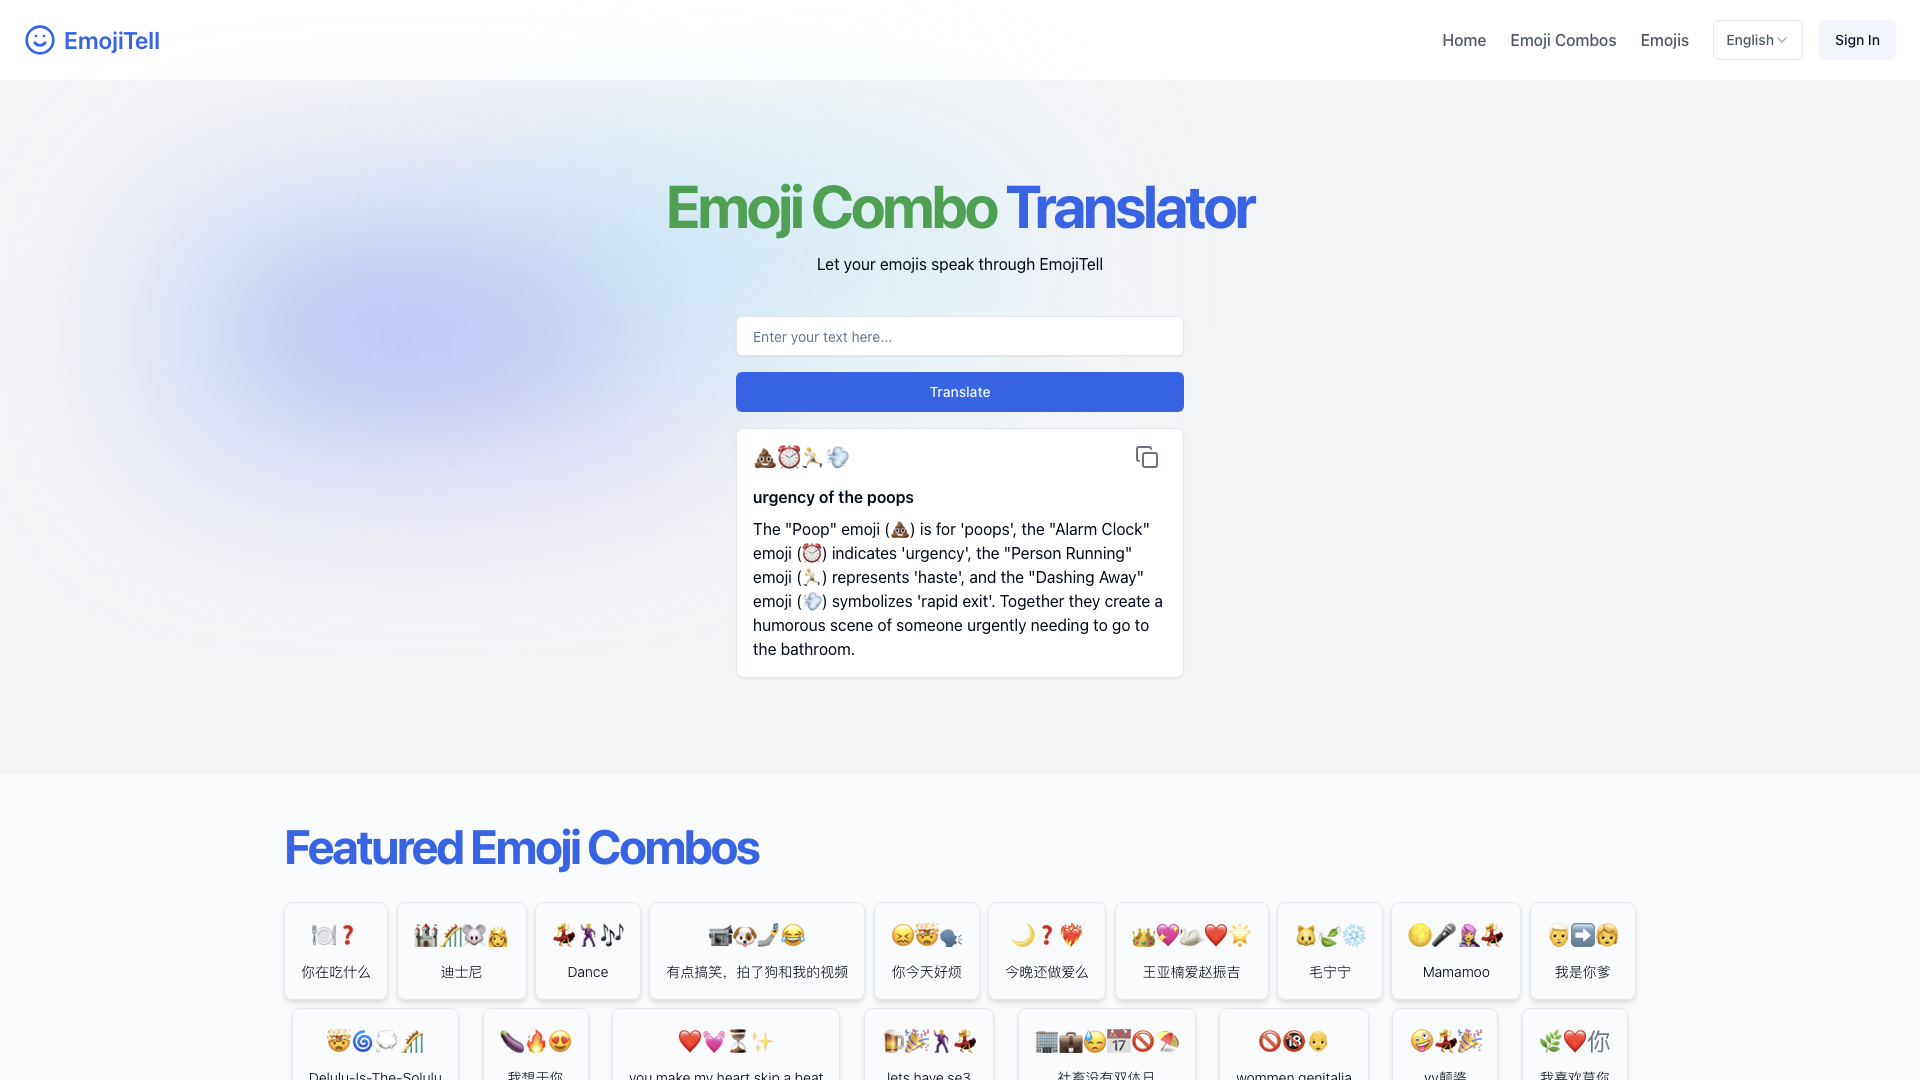 EmojiTell
Home
Emoji Combos
Emojis
English
Sign In
Emoji Combo Translator
Let your emojis speak through EmojiTell
Enter your text here...
Translate
💩⏰🏃💨
urgency of the poops
The "Poop" emoji (💩) is for 'poops', the "Alarm Clock"
emoji (⏰) indicates 'urgency', the "Person Running"
emoji (🏃) represents 'haste', and the "Dashing Away"
emoji (💨) symbolizes 'rapid exit'. Together they create a
humorous scene of someone urgently needing to go to
the bathroom.
Featured Emoji Combos
🍽️❓
你在吃什么
🏰🎢🐭👸
迪士尼
Dance
💃🕺🎶
有点搞笑，拍了狗和我的视频
📹🐶🤳😂
你今天好烦
😖🤯🗣️
今晚还做爱么
🌙❓❤️‍🔥
王亚楠爱赵振吉
👑💖🦢❤️🌟
毛宁宁
🐱🍃❄️
Mamamoo
🌕🎤👩‍🎤💃
我是你爹
👨➡️👩
🤯🌀💭🎢
Delulu-Is-The-Solulu
🍆🔥😍
我想干你
❤️💓⏳✨
you make my heart skip a beat
🍺🎉🕺💃
lets have se3
🏢💼😓📅🚫⛱️
社畜没有双休日
🚫🔞👴
wommen genitalia
🤪💃🎉
yy颠婆
🌿❤️你
我喜欢草你